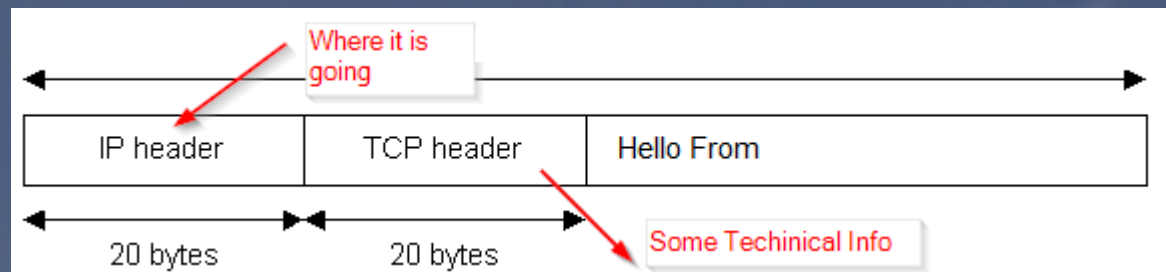 Where it is
going
IP header
TCP header
Hello From
20 bytes
20 bytes
Some Techinical Info